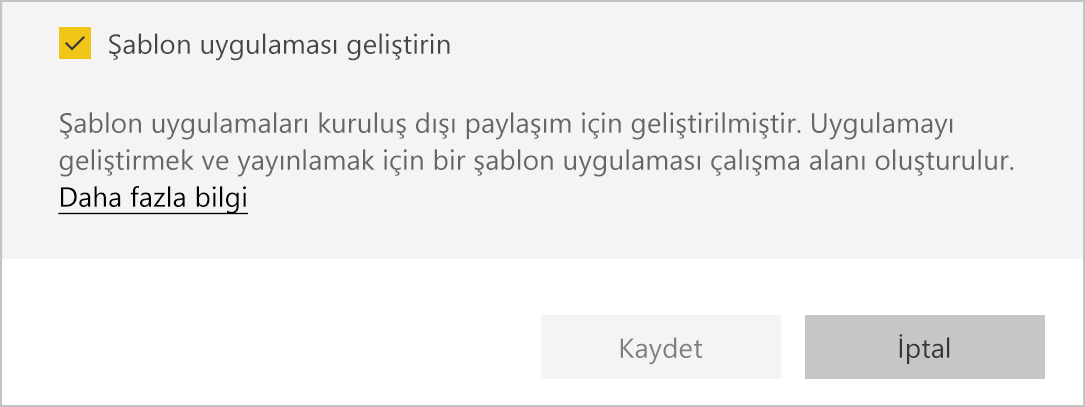 Şablon uygulaması geliştirin
Şablon uygulamaları kuruluş dışı paylaşım için geliştirilmiştir. Uygulamayı
geliştirmek ve yayınlamak için bir şablon uygulaması çalışma alanı oluşturulur.
Daha fazla bilgi
Kaydet İptal